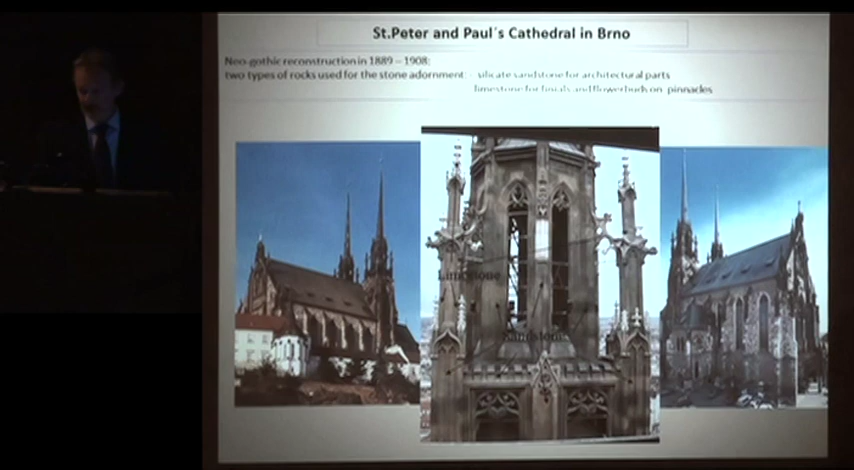 St.Peter and Paul´s Cathedral in Brno
Neo-gothic reconstruction in 1889 – 1908:
two types of rocks used for the stone adornment: - silicate sandstone for architectural parts
limestone for finials and flowerbuds on pinnacles
Limestone
Sandstone